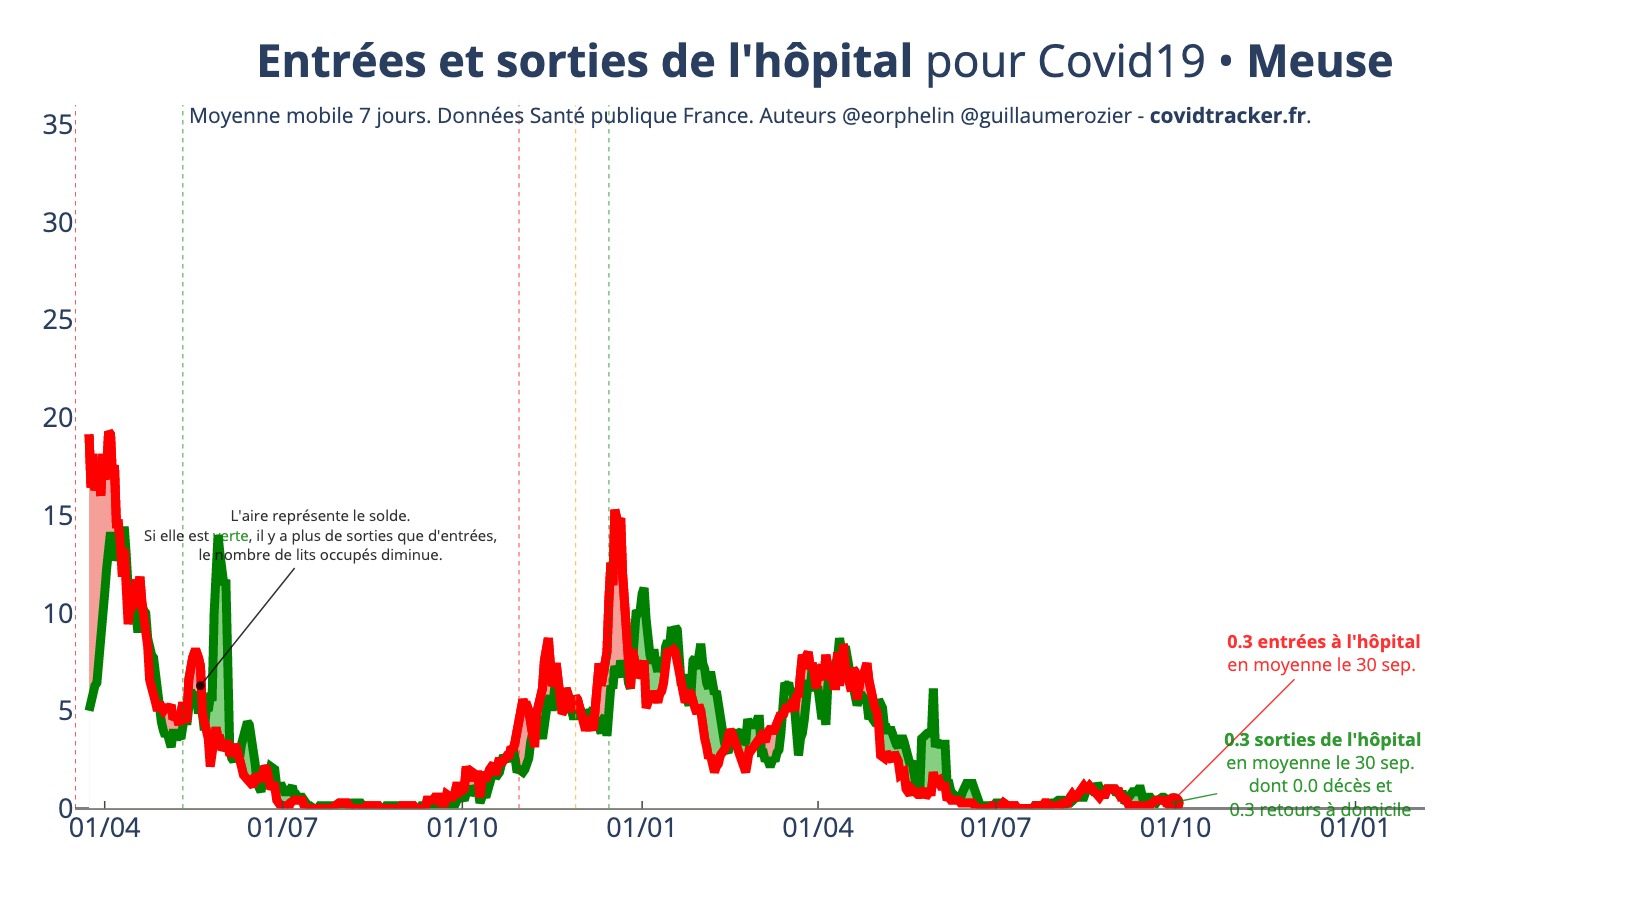 Entrées et sorties de l'hôpital pour Covid19 • Meuse
Moyenne mobile 7 jours. Données Santé publique France. Auteurs @eorphelin @guillaumerozier - covidtracker.fr.
35
30
25
20
15
10
5
0
L'aire représente le solde.
Si elle est verte, il y a plus de sorties que d'entrées,
le nombre de lits occupés diminue.
0.3 entrées à l'hôpital
en moyenne le 30 sep.
0.3 sorties de l'hôpital
en moyenne le 30 sep.
dont 0.0 décès et
0.3 retours à domicile
01/04 01/07 01/10 01/01 01/04 01/07 01/10 01/01